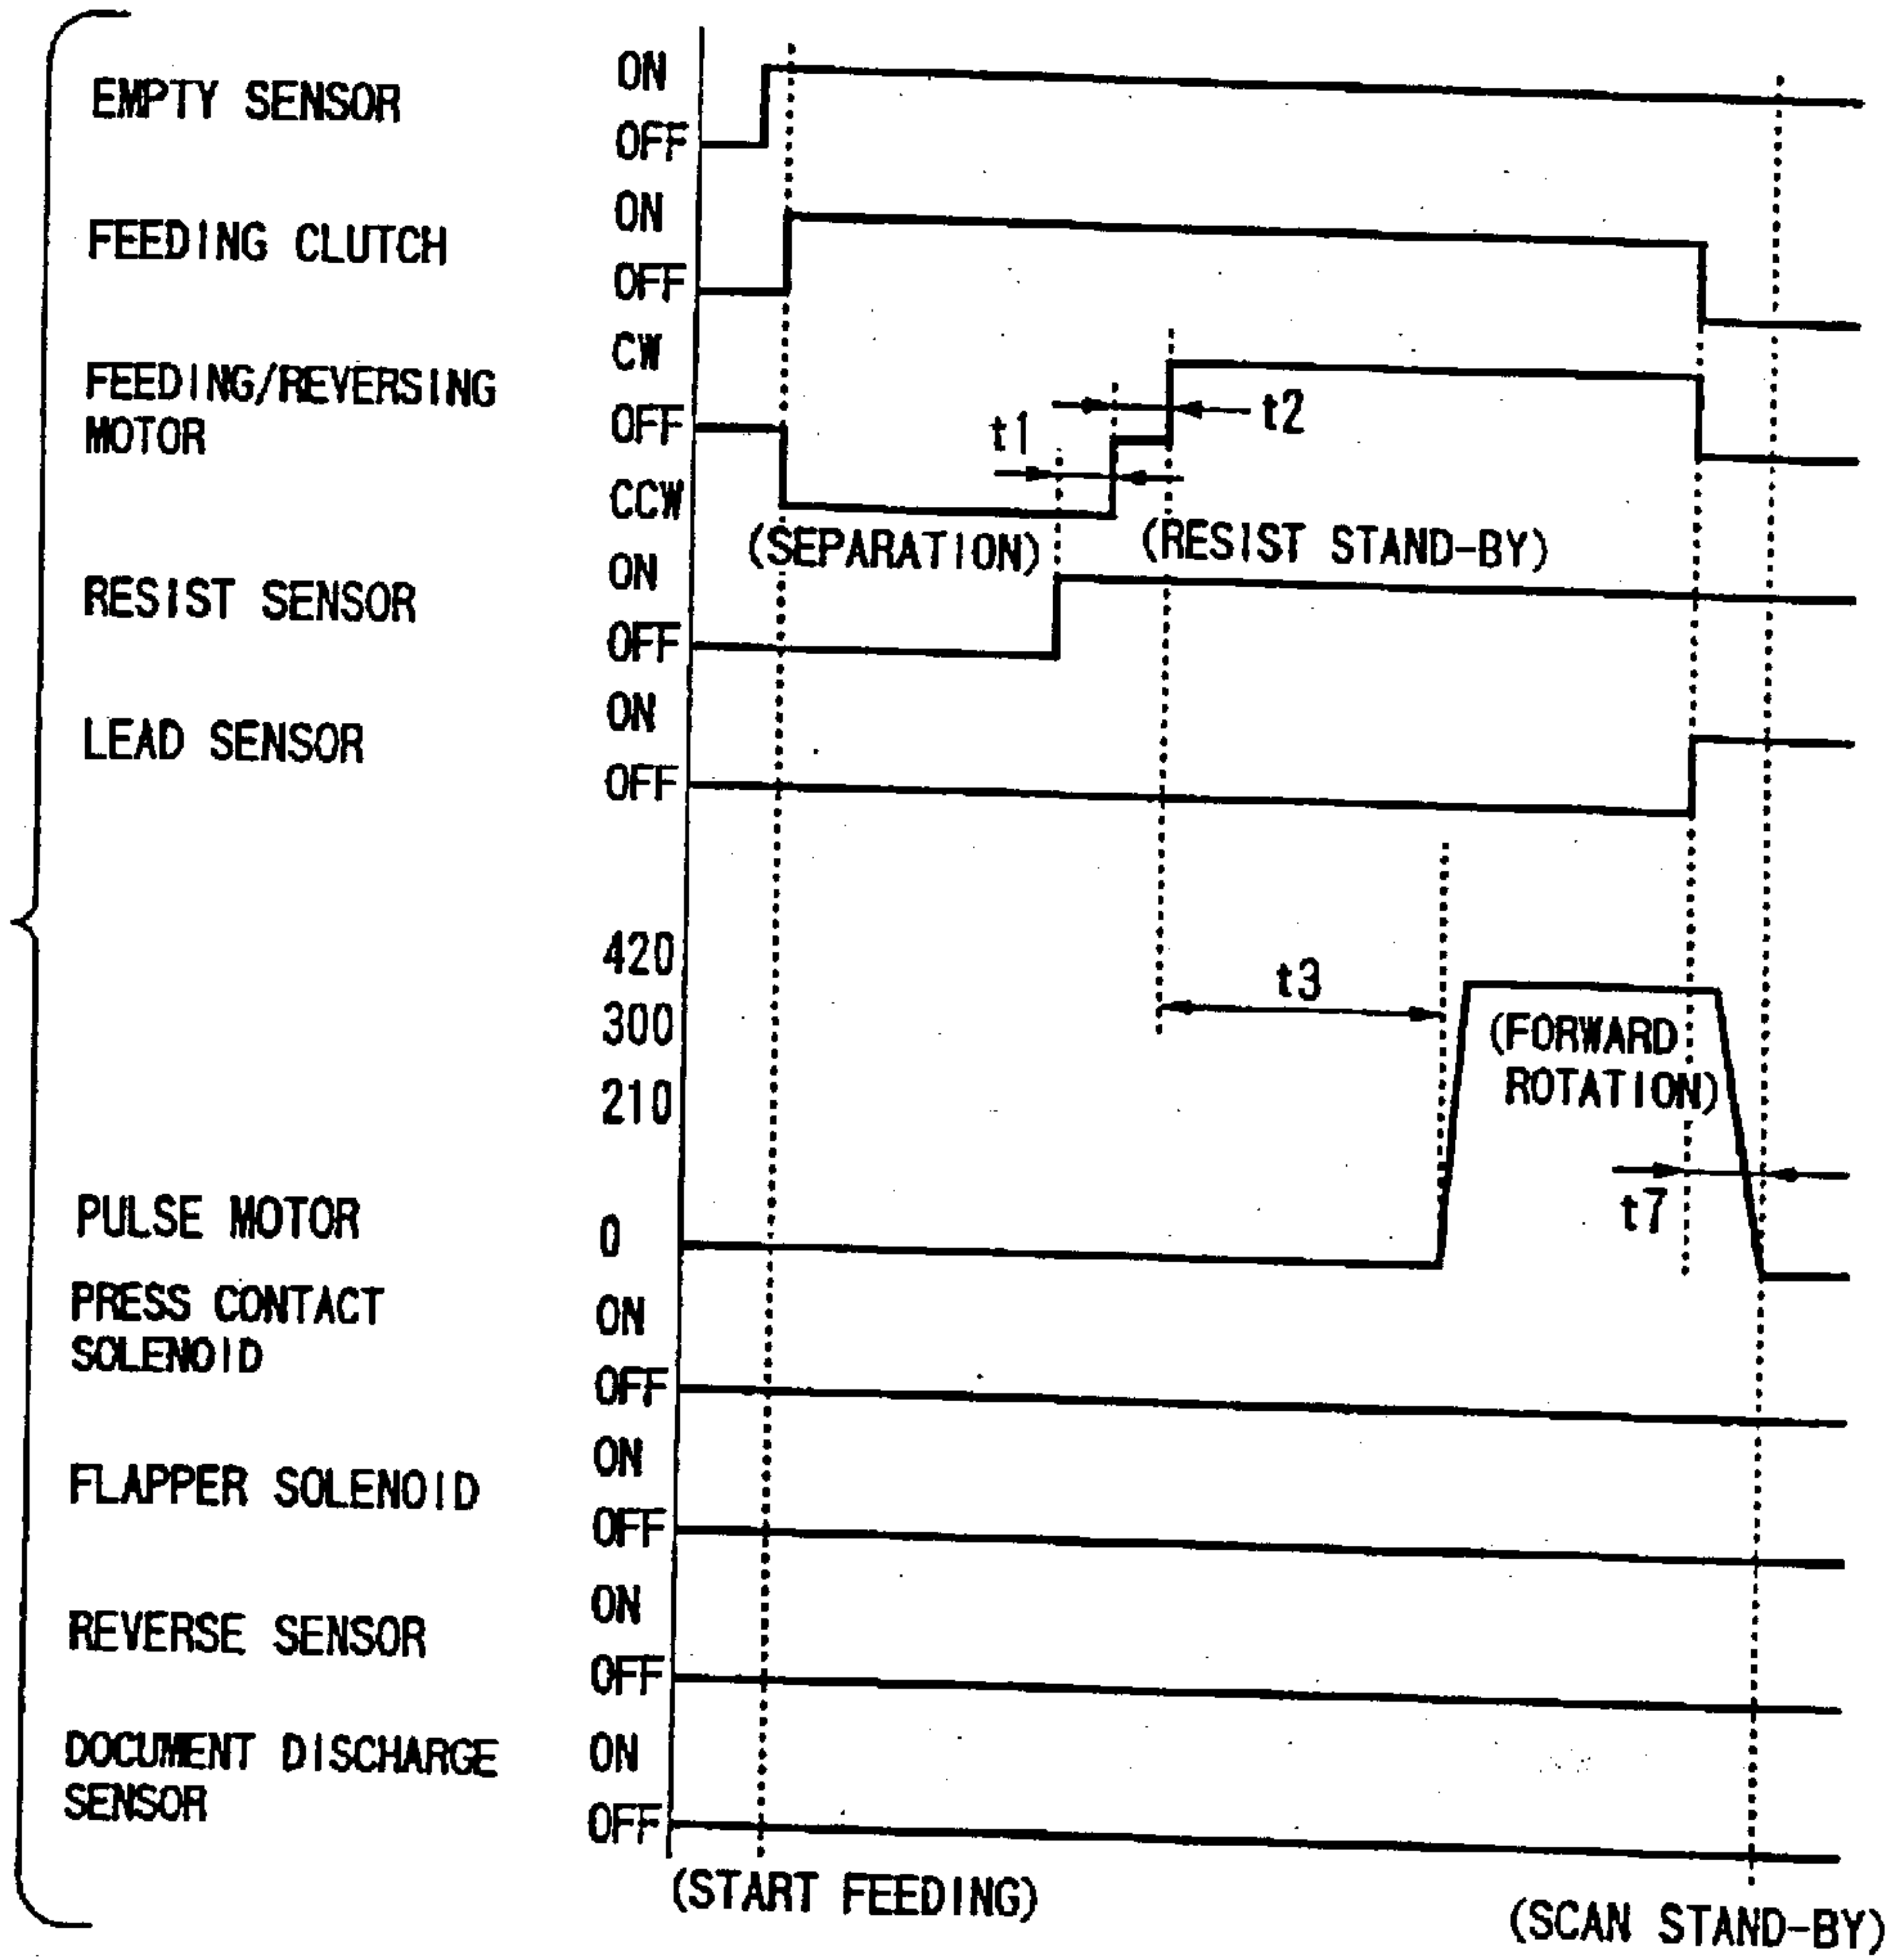 EMPTY SENSOR
ON
OFF
FEEDING CLUTCH
ON
OFF
FEEDING/REVERSING
MOTOR
CW
OFF
CCW
t1
t2
(SEPARATION)
(RESIST STAND-BY)
RESIST SENSOR
ON
OFF
LEAD SENSOR
ON
OFF
420
300
210
t3
(FORWARD
ROTATION)
t7
PULSE MOTOR
0
PRESS CONTACT
SOLENOID
ON
OFF
FLAPPER SOLENOID
ON
OFF
REVERSE SENSOR
ON
OFF
DOCUMENT DISCHARGE
SENSOR
ON
OFF
(START FEEDING)
(SCAN STAND-BY)